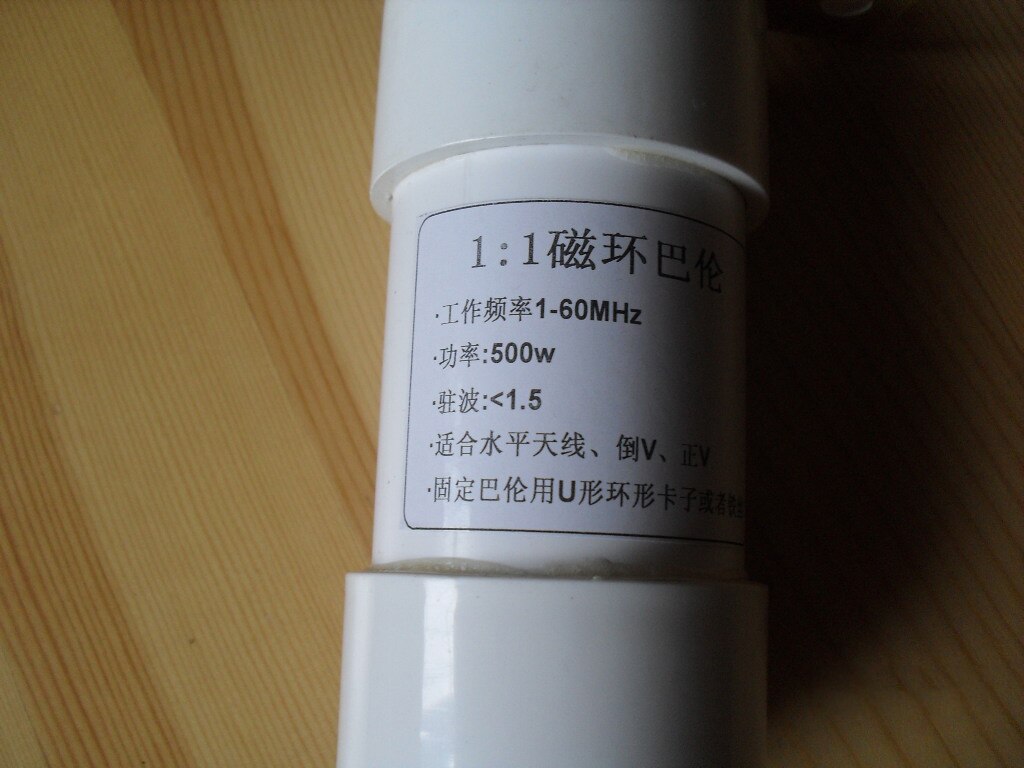 1:1磁环巴伦
·工作频率1-60MHz
·功率:500w
·驻波:<1.5
·适合水平天线、倒V、正V
·固定巴伦用U形环形卡子或者